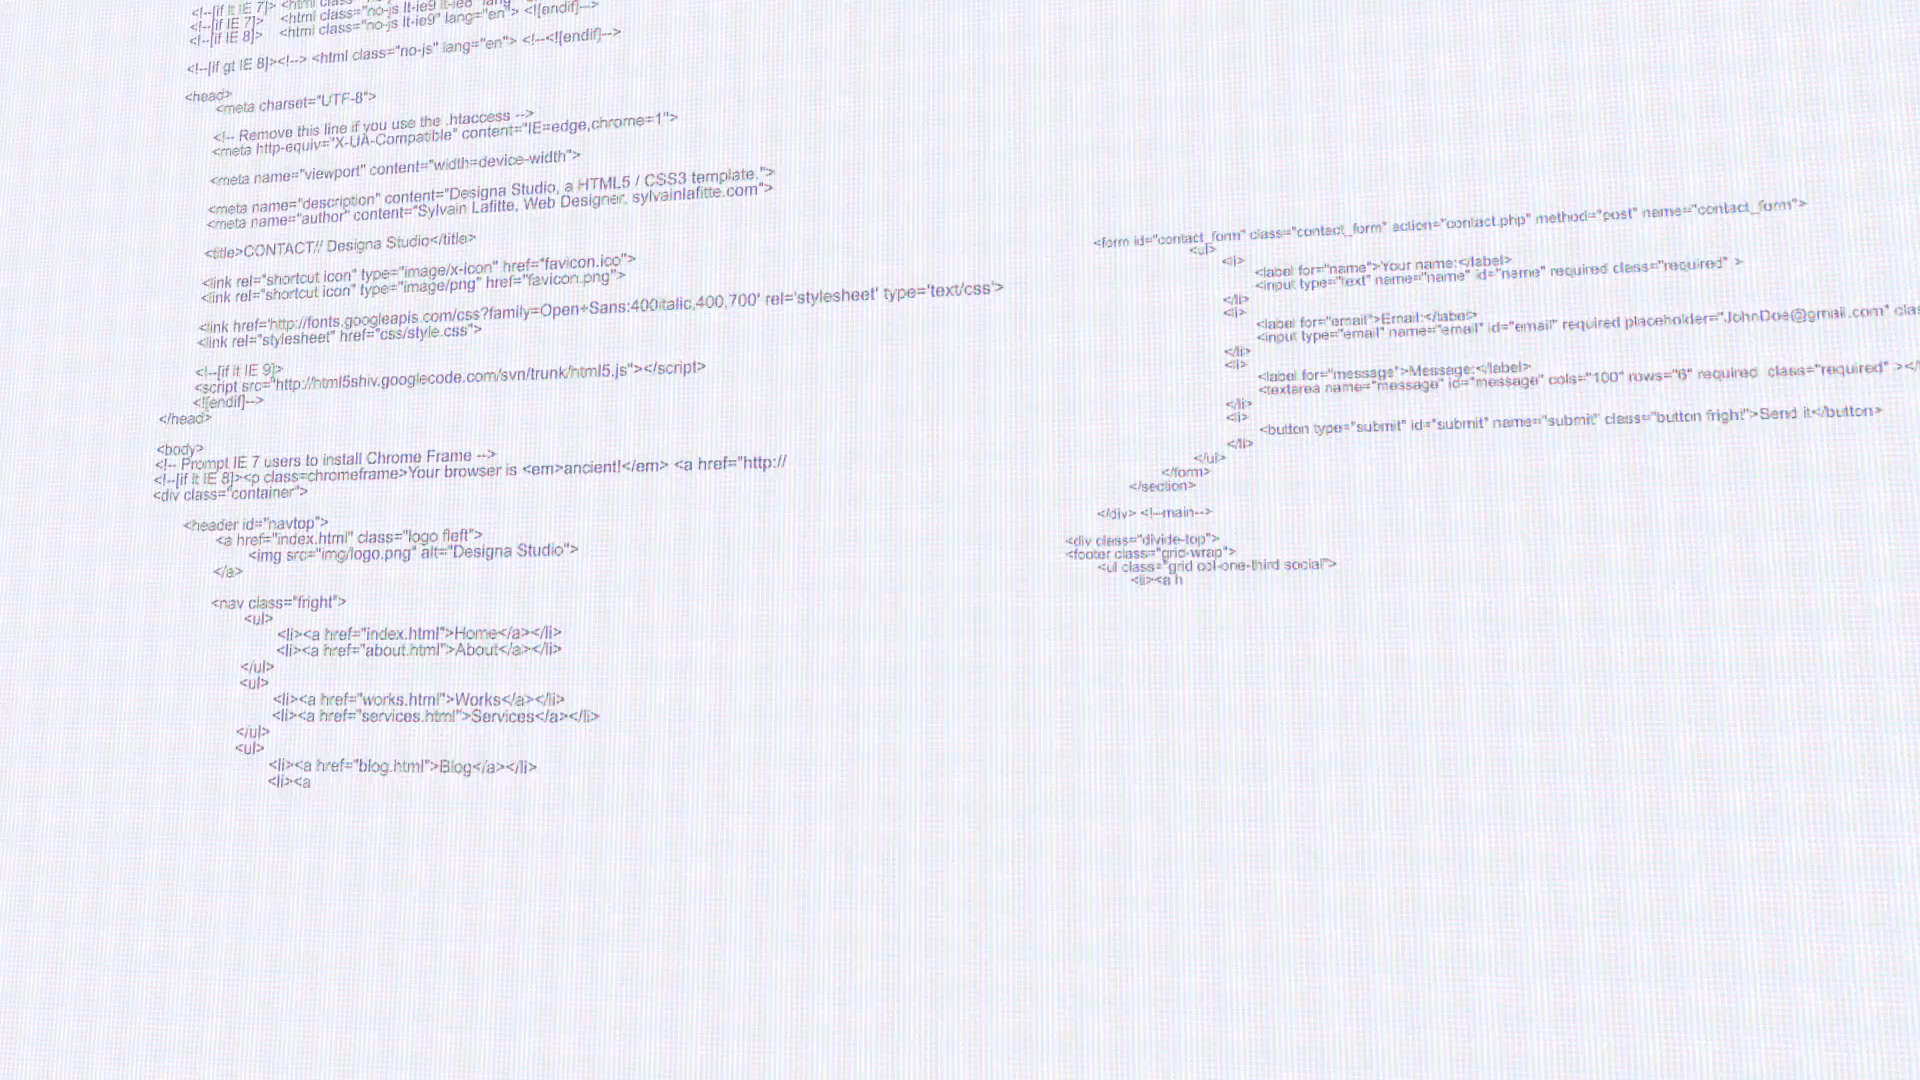 <!--[if lt IE 7]> <html class="no-js lt-ie9 lt-ie8 lang
<!--[if IE 7]> <html class="no-js lt-ie9" lang="en"> <![endif]-->
<!--[if IE 8]> <html class="no-js lt-ie9" lang="en"> <![endif]-->
<!--[if gt IE 8]><!--> <html class="no-js" lang="en"> <!--<![endif]-->
<head>
<meta charset="UTF-8">
<!-- Remove this line if you use the .htaccess -->
<meta http-equiv="X-UA-Compatible" content="IE=edge,chrome=1">
<meta name="viewport" content="width=device-width">
<meta name="description" content="Designa Studio, a HTML5 / CSS3 template.">
<meta name="author" content="Sylvain Lafitte, Web Designer, sylvainlafitte.com">
<title>CONTACT// Designa Studio</title>
<link rel="shortcut icon" type="image/x-icon" href="favicon.ico">
<link rel="shortcut icon" type="image/png" href="favicon.png">
<link href='http://fonts.googleapis.com/css?family=Open+Sans:400italic,400,700' rel='stylesheet' type='text/css'>
<link rel="stylesheet" href="css/style.css">
<!--[if lt IE 9]>
<script src="http://html5shiv.googlecode.com/svn/trunk/html5.js"></script>
<![endif]-->
</head>
<body>
<!-- Prompt IE 7 users to install Chrome Frame -->
<!--[if lt IE 8]><p class=chromeframe>Your browser is <em>ancient!</em> <a href="http://
<div class="container">
<header id="navtop">
<a href="index.html" class="logo fleft">
<img src="img/logo.png" alt="Designa Studio">
</a>
<nav class="fright">
<ul>
<li><a href="index.html">Home</a></li>
<li><a href="about.html">About</a></li>
</ul>
<ul>
<li><a href="works.html">Works</a></li>
<li><a href="services.html">Services</a></li>
</ul>
<ul>
<li><a href="blog.html">Blog</a></li>
<li><a
<form id="contact_form" class="contact_form" action="contact.php" method="post" name="contact_form">
<ul>
<li>
<label for="name">Your name:</label>
<input type="text" name="name" id="name" required class="required" >
</li>
<li>
<label for="email">Email:</label>
<input type="email" name="email" id="email" required placeholder="JohnDoe@gmail.com" clas
</li>
<li>
<label for="message">Message:</label>
<textarea name="message" id="message" cols="100" rows="6" required class="required" ></
</li>
<li>
<button type="submit" id="submit" name="submit" class="button fright">Send it</button>
</li>
</ul>
</form>
</section>
</div> <!--main-->
<div class="divide-top">
<footer class="grid-wrap">
<ul class="grid col-one-third social">
<li><a h